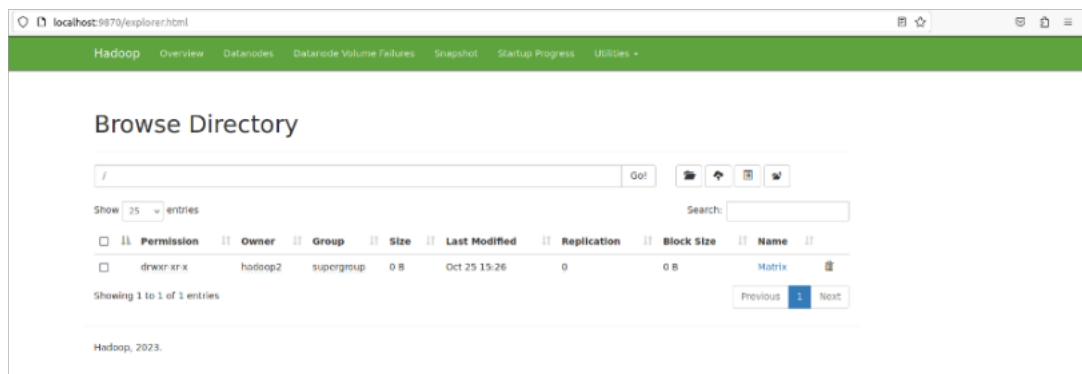 localhost:9870/explorer.html
Hadoop Overview Datanodes Datanode Volume Failures Snapshot Startup Progress Utilities
Browse Directory
/ Go!
Show 25 entries Search:
Permission Owner Group Size Last Modified Replication Block Size Name
drwxr-xr-x hadoop2 supergroup 0 B Oct 25 15:26 0 0 B Matrix
Showing 1 to 1 of 1 entries Previous 1 Next
Hadoop, 2023.